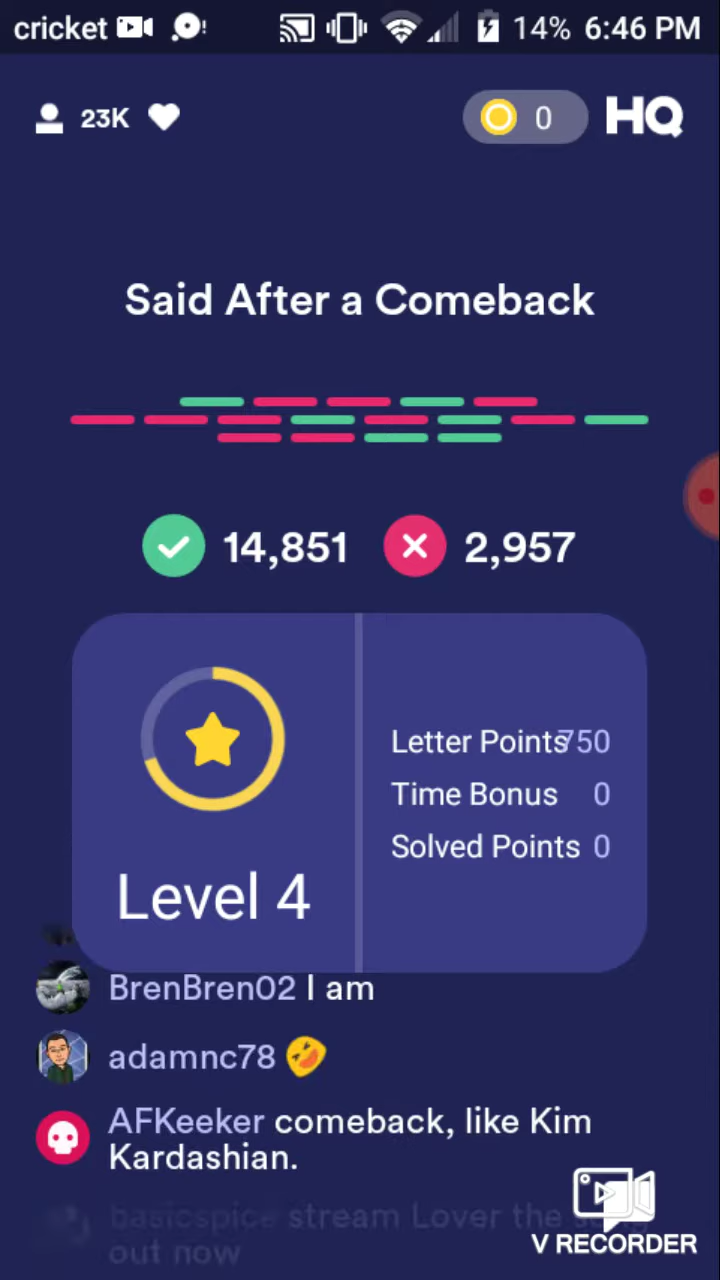 cricket 14% 6:46 PM
23K 0 HQ
Said After a Comeback
14,851 2,957
Letter Points 750
Time Bonus 0
Solved Points 0
Level 4
BrenBren02 I am
adamnc78
AFKeeker comeback, like Kim
Kardashian.
basicspice stream Lover the song
out now
V RECORDER